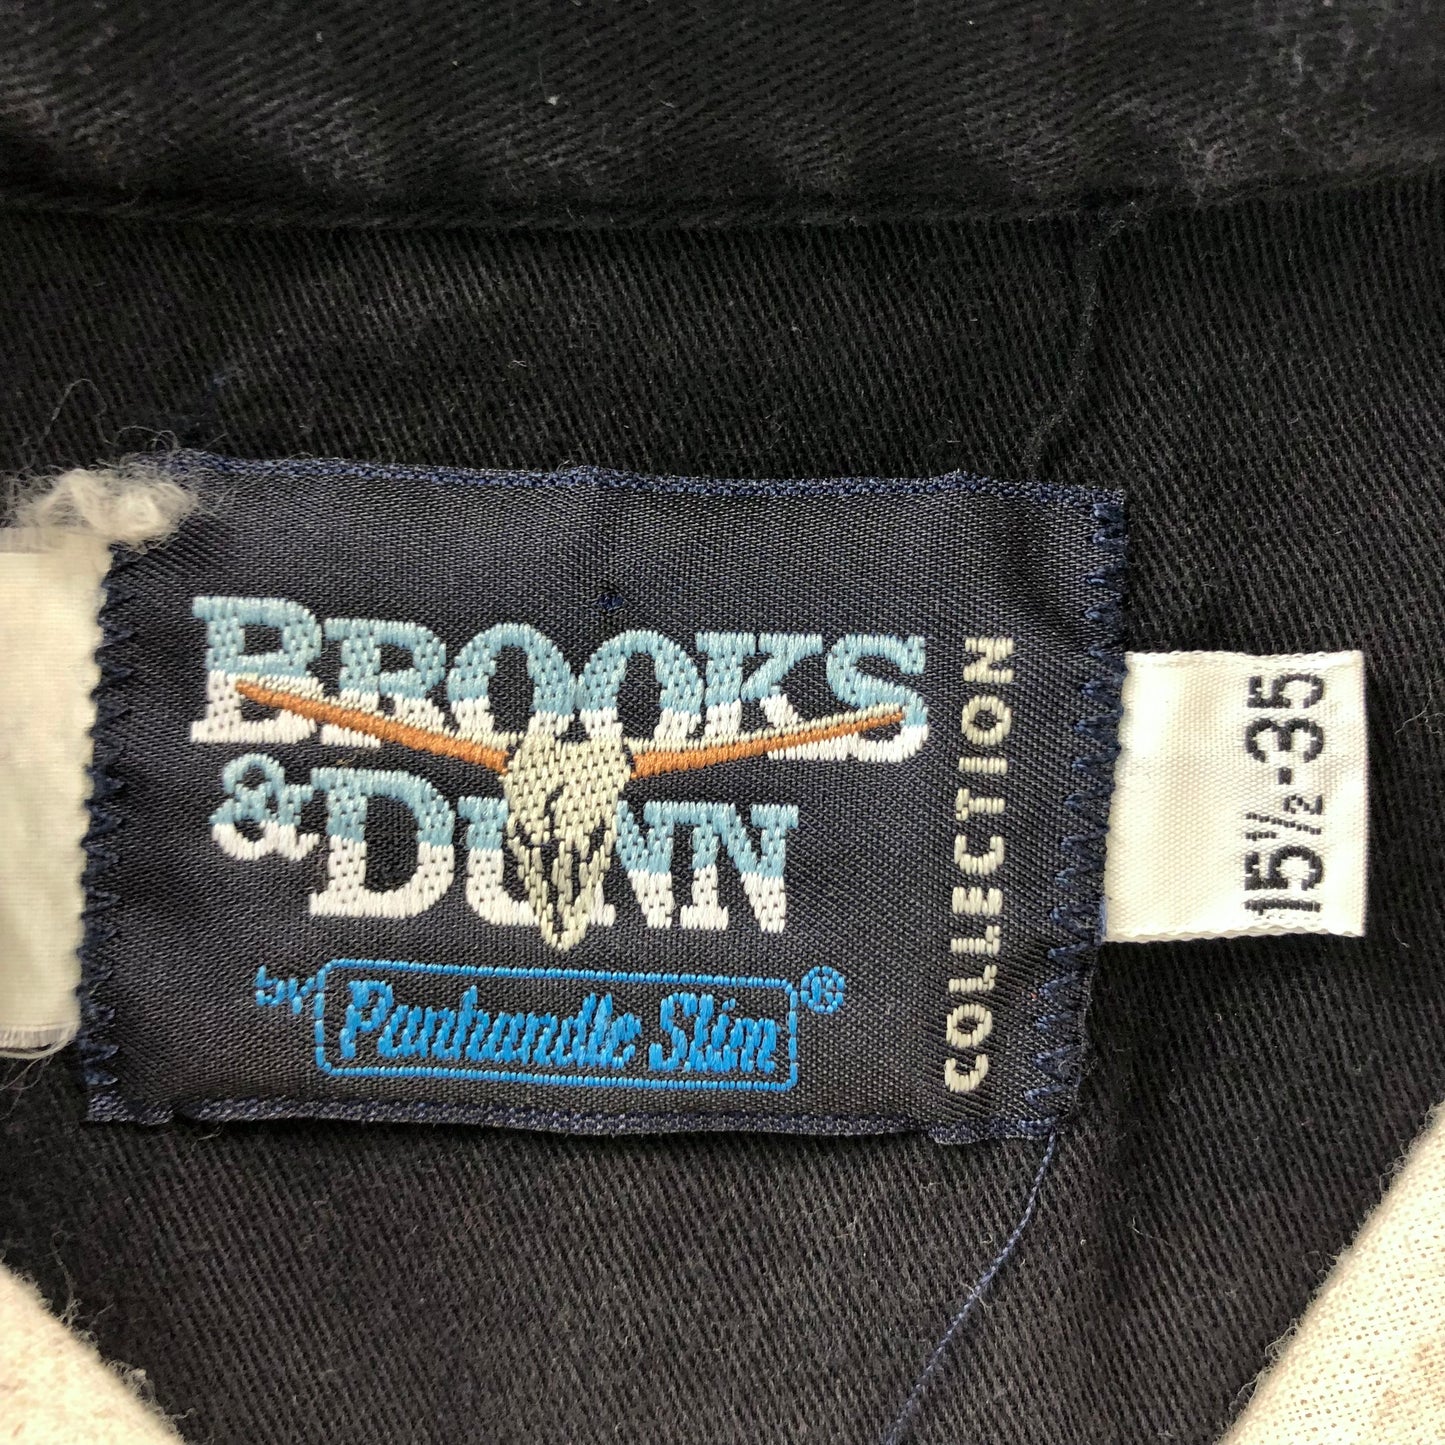 BROOKS
& DUNN
COLLECTION
by Panhandle Slim®
15½-35